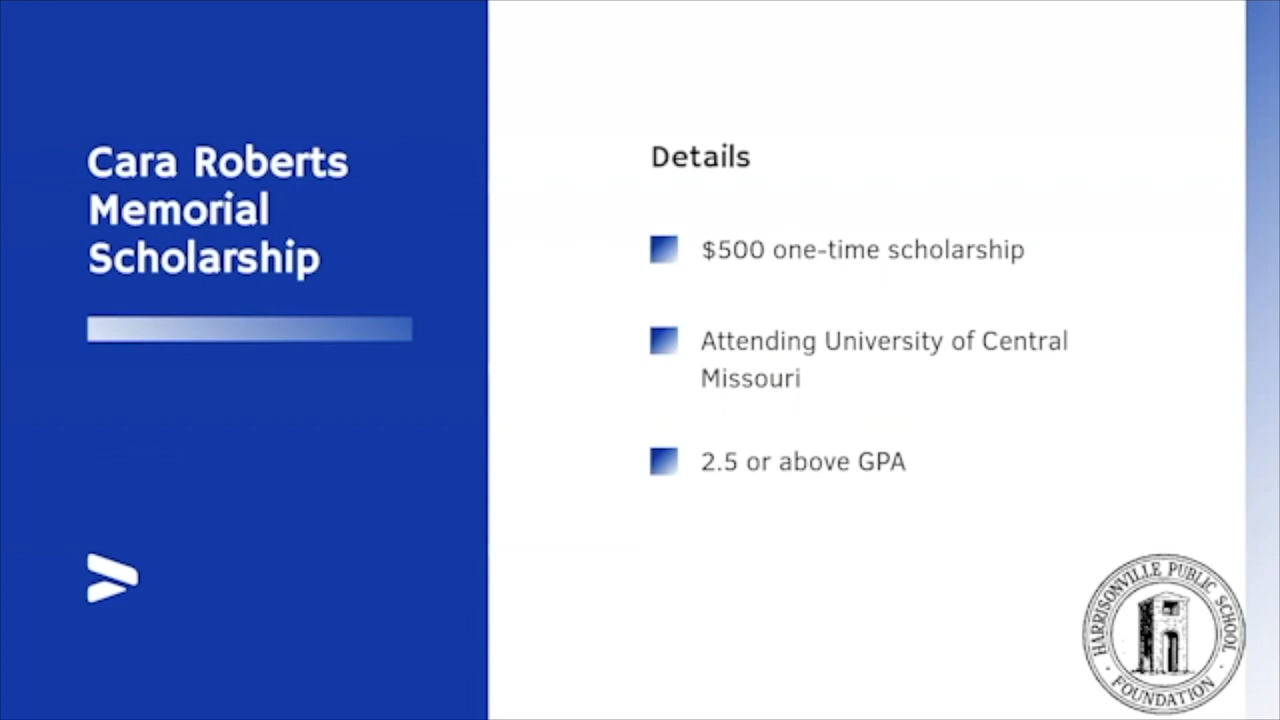 Cara Roberts
Memorial
Scholarship
Details
$500 one-time scholarship
Attending University of Central
Missouri
2.5 or above GPA
HARRISONVILLE PUBLIC SCHOOL
FOUNDATION